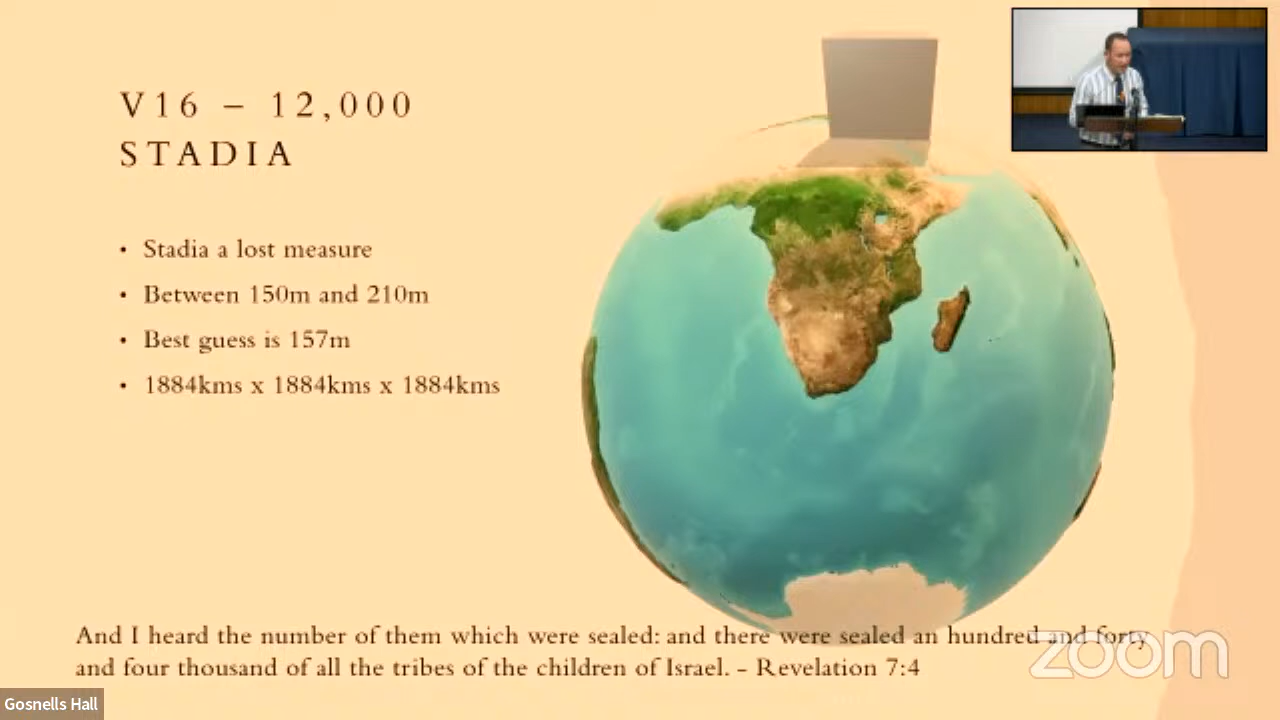 V16 – 12,000
STADIA
• Stadia a lost measure
• Between 150m and 210m
• Best guess is 157m
• 1884kms x 1884kms x 1884kms
And I heard the number of them which were sealed: and there were sealed an hundred and forty
and four thousand of all the tribes of the children of Israel. – Revelation 7:4
zoom
Gosnells Hall